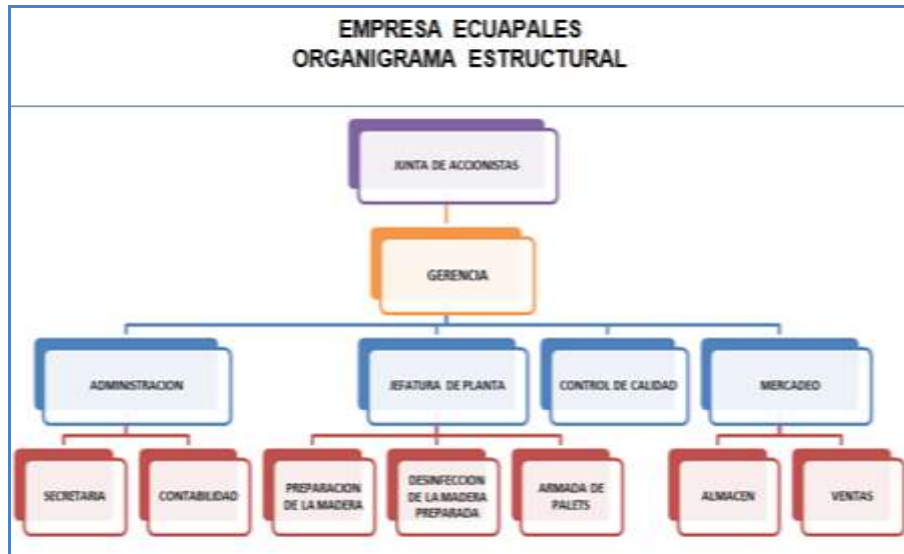 EMPRESA ECUAPALES
ORGANIGRAMA ESTRUCTURAL
JUNTA DE ACCIONISTAS
GERENCIA
ADMINISTRACION
JEFATURA DE PLANTA
CONTROL DE CALIDAD
MERCADEO
SECRETARIA
CONTABILIDAD
PREPARACION
DE LA MADERA
DESINFECCION
DE LA MADERA
PREPARADA
ARMADA DE
PALETS
ALMACEN
VENTAS